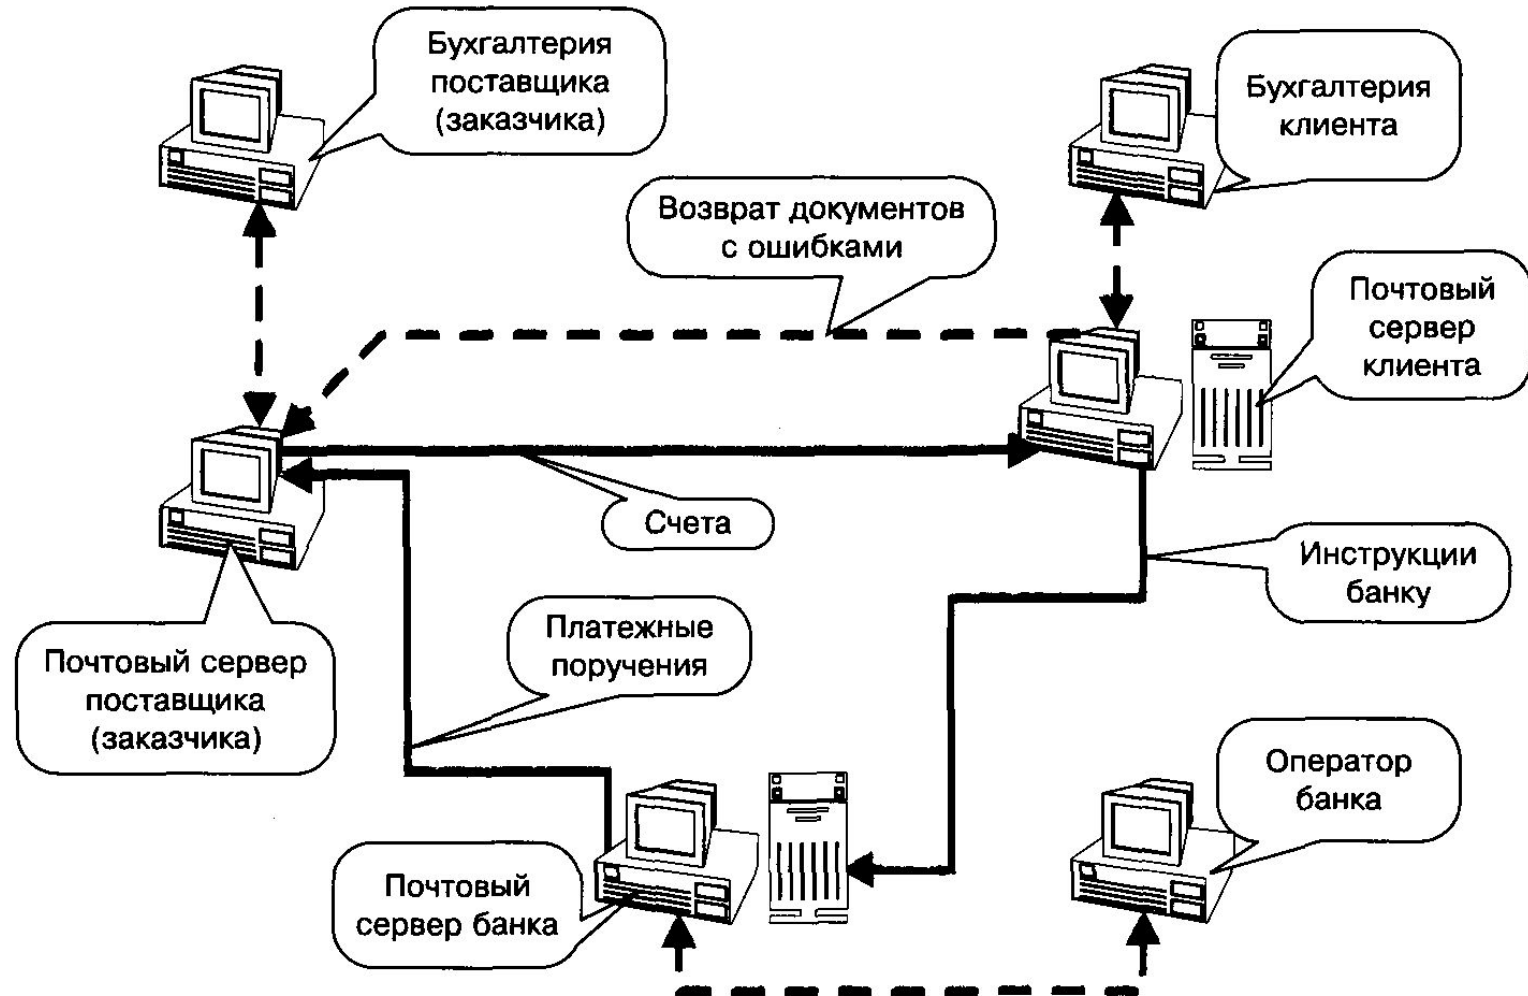 Бухгалтерия
поставщика
(заказчика)
Бухгалтерия
клиента
Возврат документов
с ошибками
Почтовый
сервер
клиента
Счета
Инструкции
банку
Платежные
поручения
Почтовый сервер
поставщика
(заказчика)
Оператор
банка
Почтовый
сервер банка